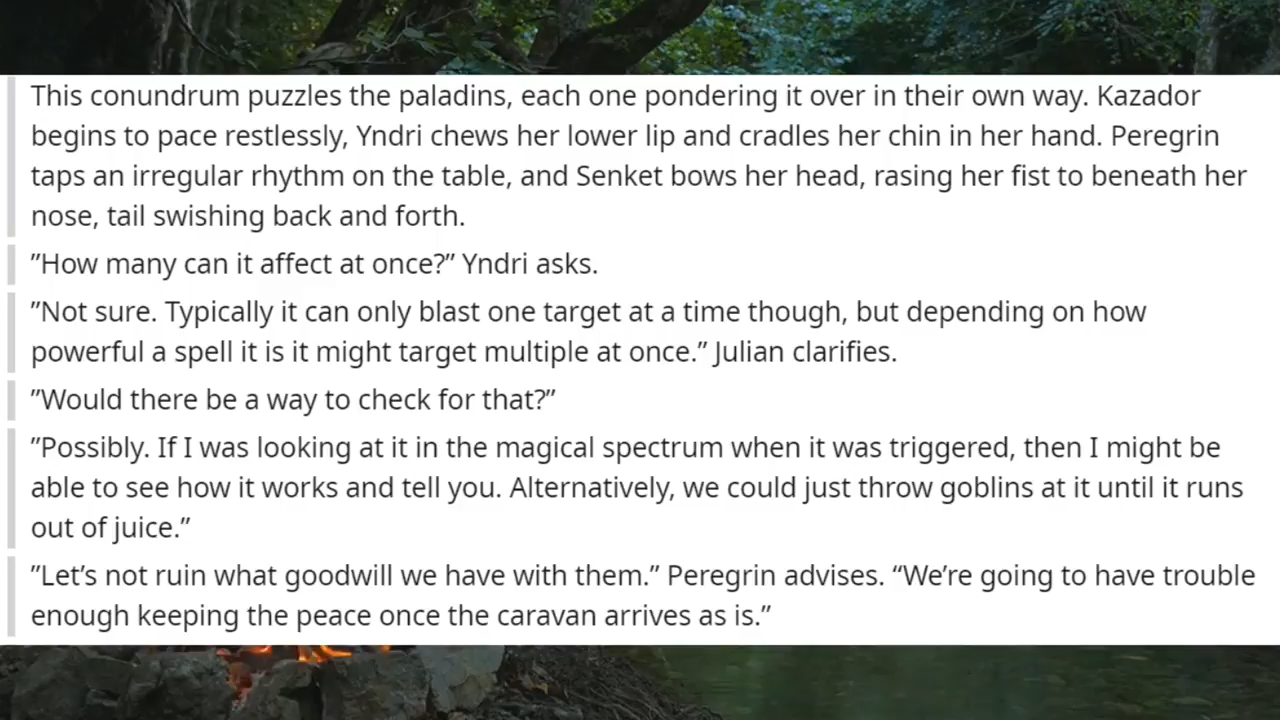 This conundrum puzzles the paladins, each one pondering it over in their own way. Kazador
begins to pace restlessly, Yndri chews her lower lip and cradles her chin in her hand. Peregrin
taps an irregular rhythm on the table, and Senket bows her head, rasing her fist to beneath her
nose, tail swishing back and forth.
”How many can it affect at once?” Yndri asks.
”Not sure. Typically it can only blast one target at a time though, but depending on how
powerful a spell it is it might target multiple at once.” Julian clarifies.
”Would there be a way to check for that?”
”Possibly. If I was looking at it in the magical spectrum when it was triggered, then I might be
able to see how it works and tell you. Alternatively, we could just throw goblins at it until it runs
out of juice.”
”Let’s not ruin what goodwill we have with them.” Peregrin advises. “We’re going to have trouble
enough keeping the peace once the caravan arrives as is.”